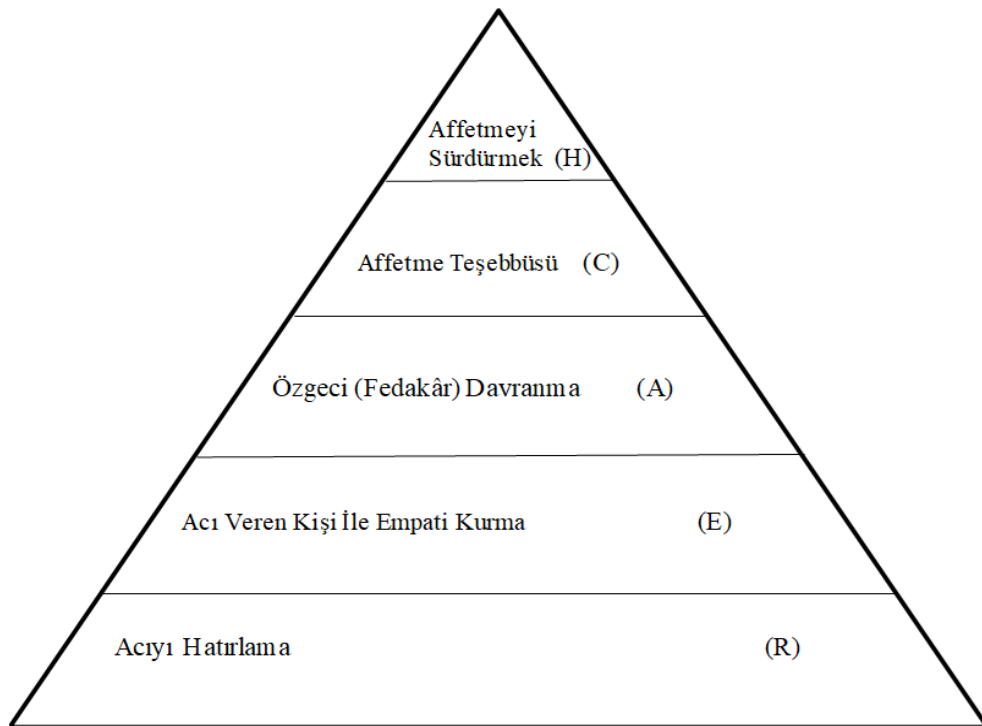 Affetmeyi
Sürdürmek (H)
Affetme Teşebbüsü (C)
Özgeci (Fedakâr) Davranma (A)
Acı Veren Kişi İle Empati Kurma (E)
Acıyı Hatırlama (R)